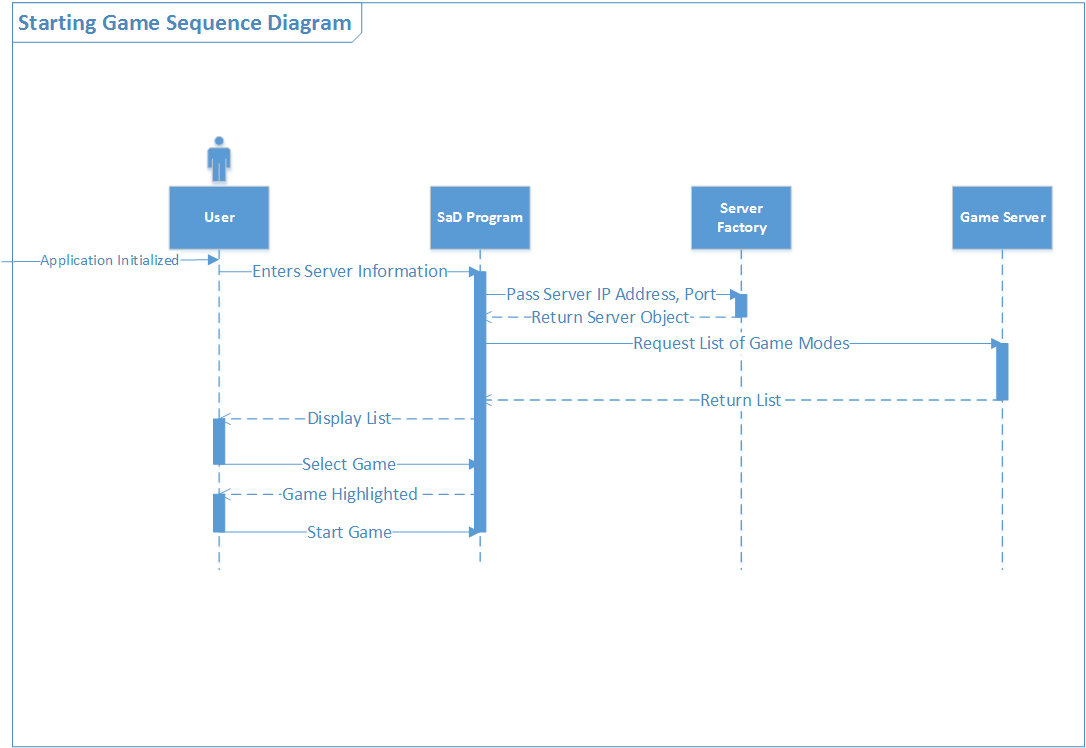 Starting Game Sequence Diagram
User
SaD Program
Server
Factory
Game Server
Application Initialized
Enters Server Information
Pass Server IP Address, Port
Return Server Object
Request List of Game Modes
Return List
Display List
Select Game
Game Highlighted
Start Game